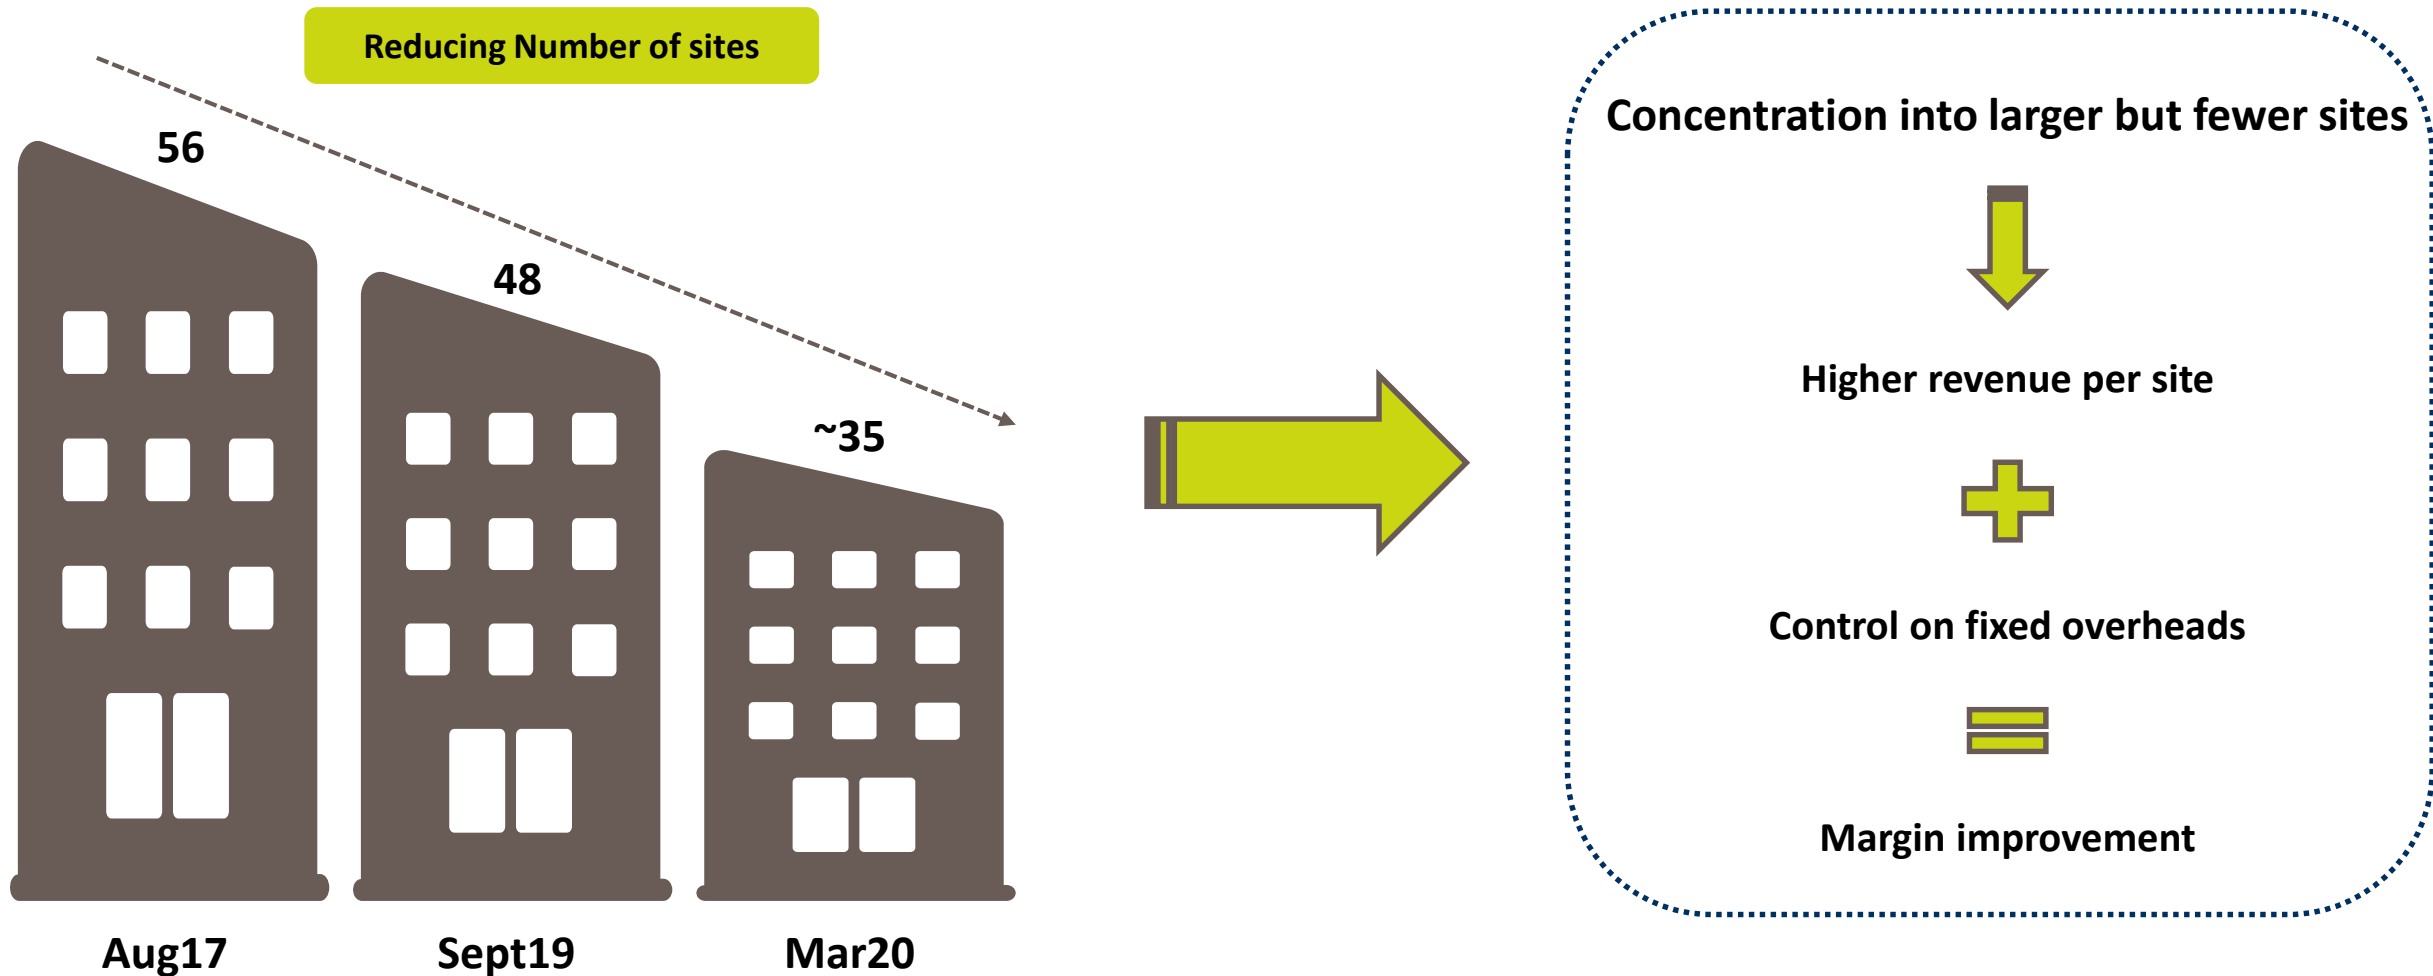 Reducing Number of sites
56
48
~35
Aug17
Sept19
Mar20
Concentration into larger but fewer sites
Higher revenue per site
Control on fixed overheads
Margin improvement